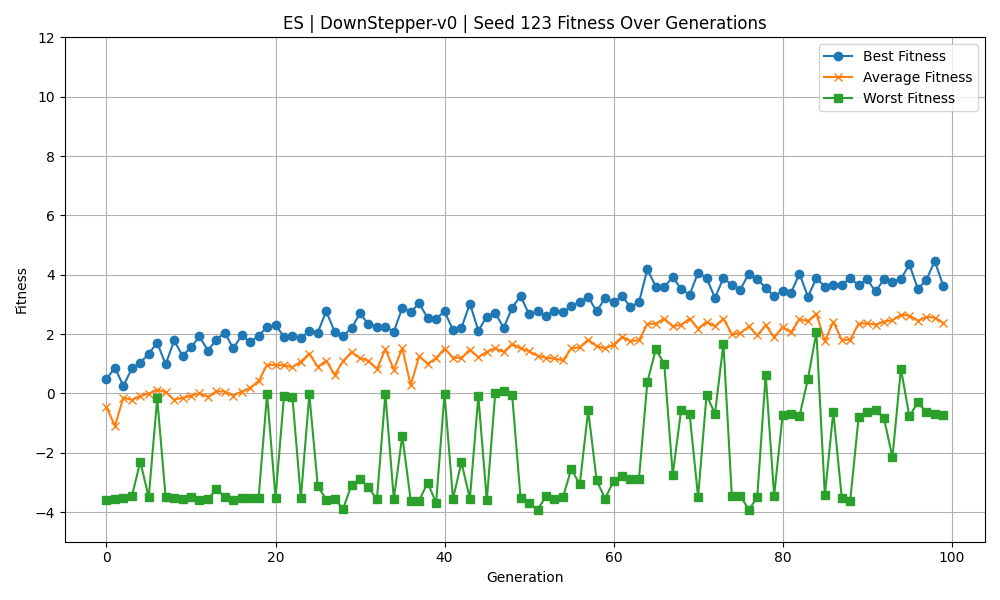 ES | DownStepper-v0 | Seed 123 Fitness Over Generations
Best Fitness
Average Fitness
Worst Fitness
12
10
8
6
4
2
0
−2
−4
Fitness
0 20 40 60 80 100
Generation